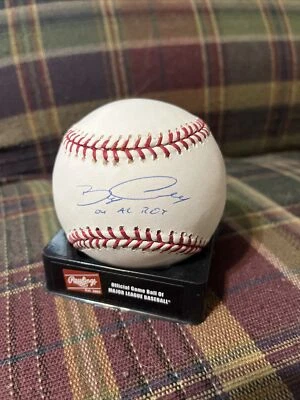 04 AL ROY
Rawlings
Official Game Ball Of
MAJOR LEAGUE BASEBALL®